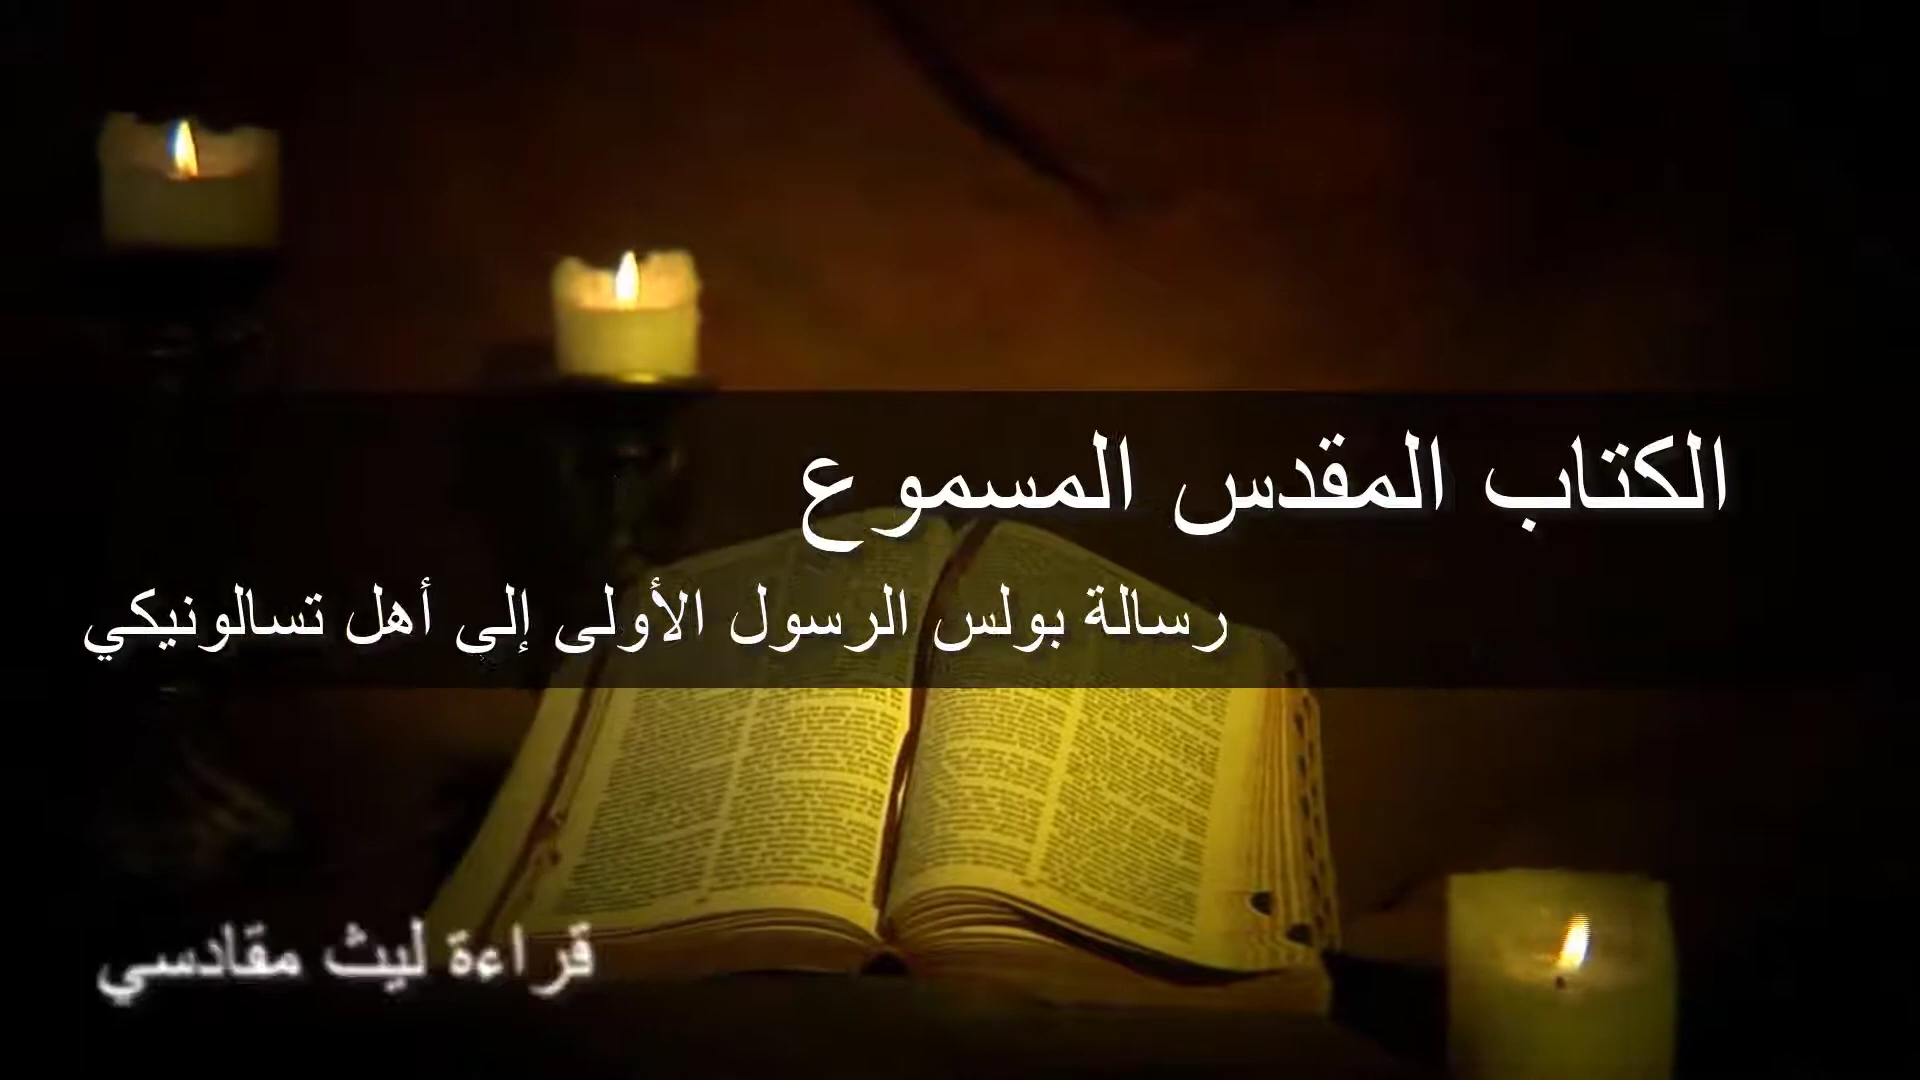 الكتاب المقدس المسموع
رسالة بولس الرسول الأولى إلى أهل تسالونيكي
قراءة ليث مقادسي